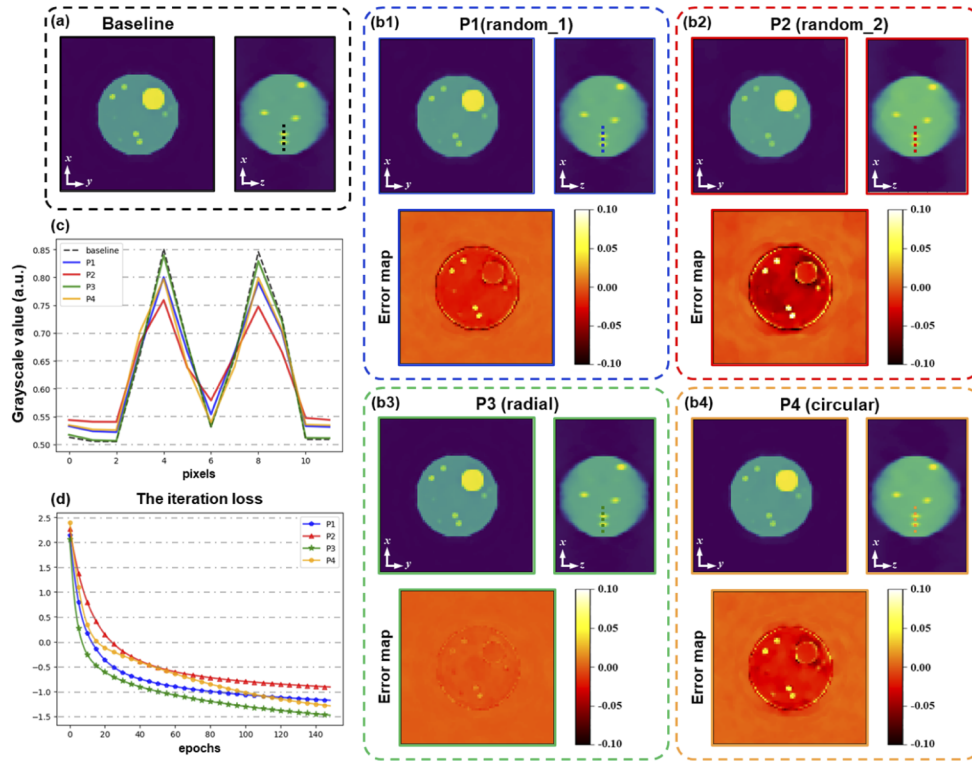 (a) Baseline
x
y
x
z
(b1) P1(random_1)
x
y
x
z
Error map
0.10
0.05
0.00
−0.05
−0.10
(b2) P2 (random_2)
x
y
x
z
Error map
0.10
0.05
0.00
−0.05
−0.10
(c)
Grayscale value (a.u.)
0.85
0.80
0.75
0.70
0.65
0.60
0.55
0.50
baseline
P1
P2
P3
P4
0 2 4 6 8 10
pixels
(b3) P3 (radial)
x
y
x
z
Error map
0.10
0.05
0.00
−0.05
−0.10
(b4) P4 (circular)
x
y
x
z
Error map
0.10
0.05
0.00
−0.05
−0.10
(d) The iteration loss
2.5
2.0
1.5
1.0
0.5
0.0
−0.5
−1.0
−1.5
P1
P2
P3
P4
0 20 40 60 80 100 120 140
epochs